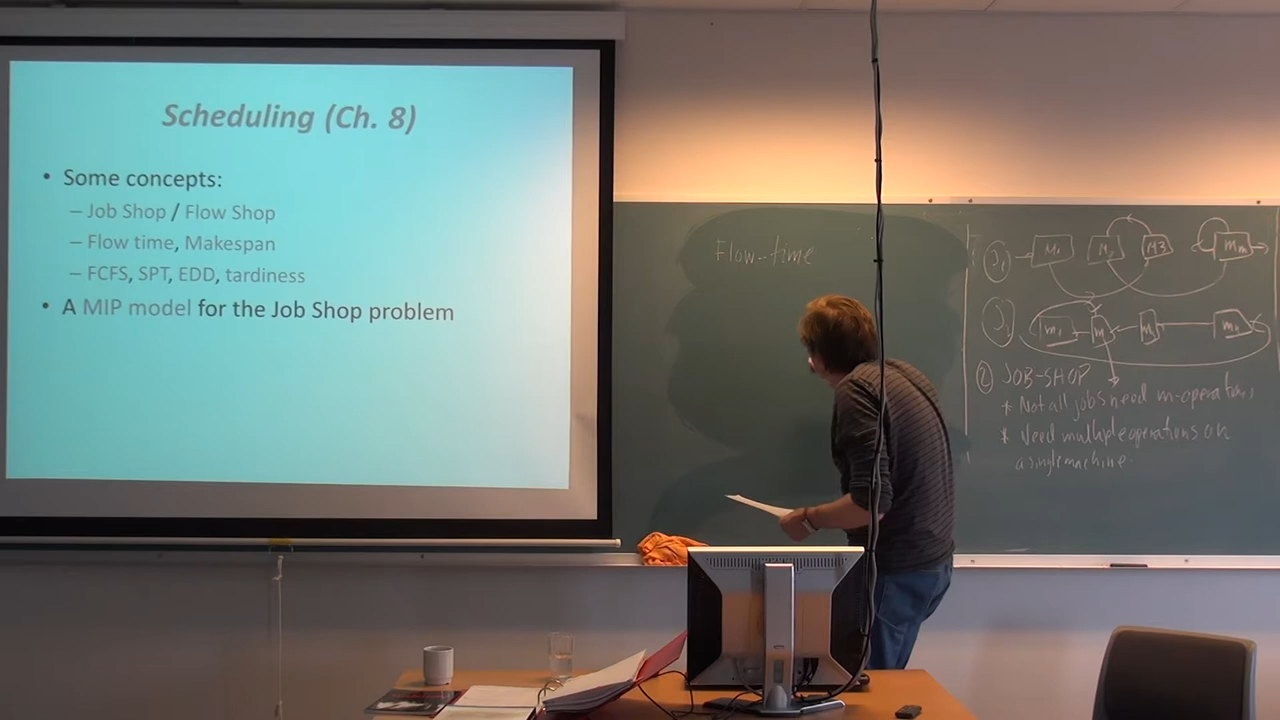 Scheduling (Ch. 8)
• Some concepts:
– Job Shop / Flow Shop
– Flow time, Makespan
– FCFS, SPT, EDD, tardiness
• A MIP model for the Job Shop problem
Flow-time
J1 M1 M2 M3 Mm
m1 m
② JOB-SHOP
* Not all jobs need m-operations
* Need multiple operations on
a single machine.